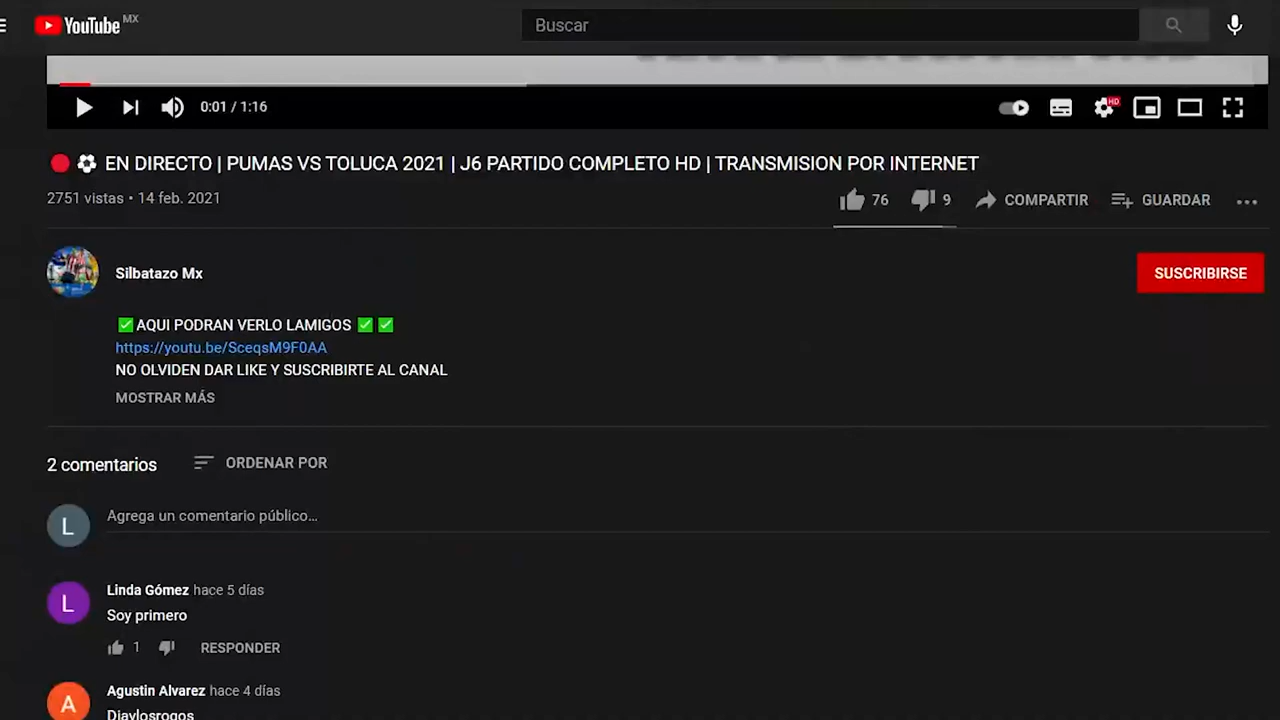 YouTube MX
Buscar
0:01 / 1:16
HD
EN DIRECTO | PUMAS VS TOLUCA 2021 | J6 PARTIDO COMPLETO HD | TRANSMISION POR INTERNET
2751 vistas • 14 feb. 2021
76
9
COMPARTIR
GUARDAR
Silbatazo Mx
SUSCRIBIRSE
✅AQUI PODRAN VERLO LAMIGOS ✅ ✅
https://youtu.be/SceqsM9F0AA
NO OLVIDEN DAR LIKE Y SUSCRIBIRTE AL CANAL
MOSTRAR MÁS
2 comentarios
ORDENAR POR
L
Agrega un comentario público...
L
Linda Gómez hace 5 días
Soy primero
1
RESPONDER
A
Agustin Alvarez hace 4 días
Diaylosrogos